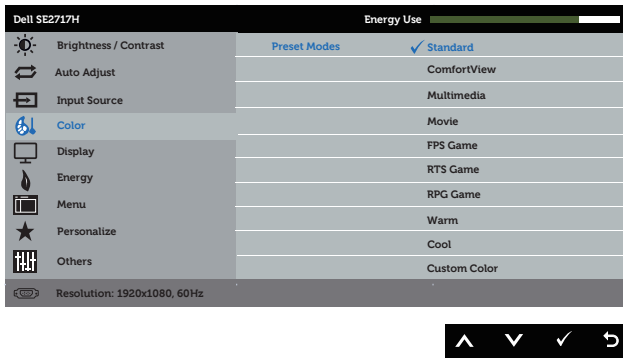 Dell SE2717H Energy Use
Brightness / Contrast Preset Modes Standard
Auto Adjust ComfortView
Input Source Multimedia
Color Movie
Display FPS Game
Energy RTS Game
Menu RPG Game
Personalize Warm
Cool
Others Custom Color
Resolution: 1920x1080, 60Hz